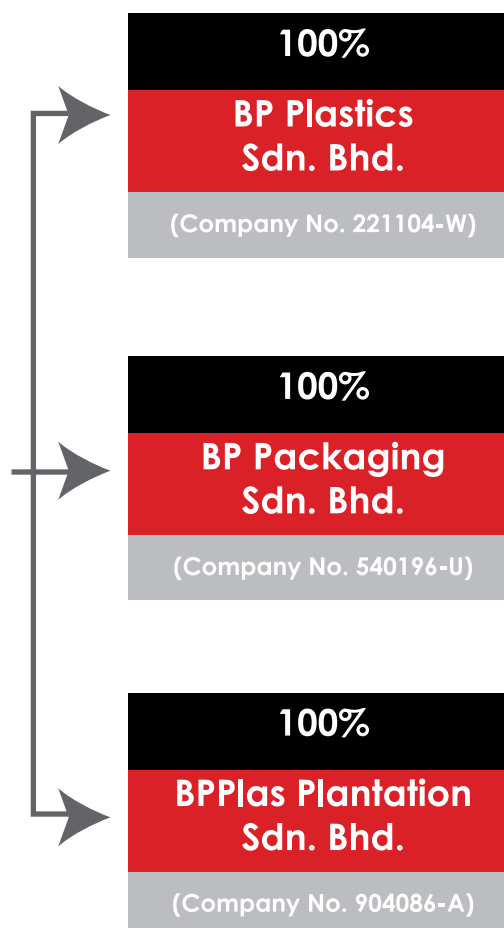 100%
BP Plastics
Sdn. Bhd.
(Company No. 221104-W)
100%
BP Packaging
Sdn. Bhd.
(Company No. 540196-U)
100%
BPPlas Plantation
Sdn. Bhd.
(Company No. 904086-A)